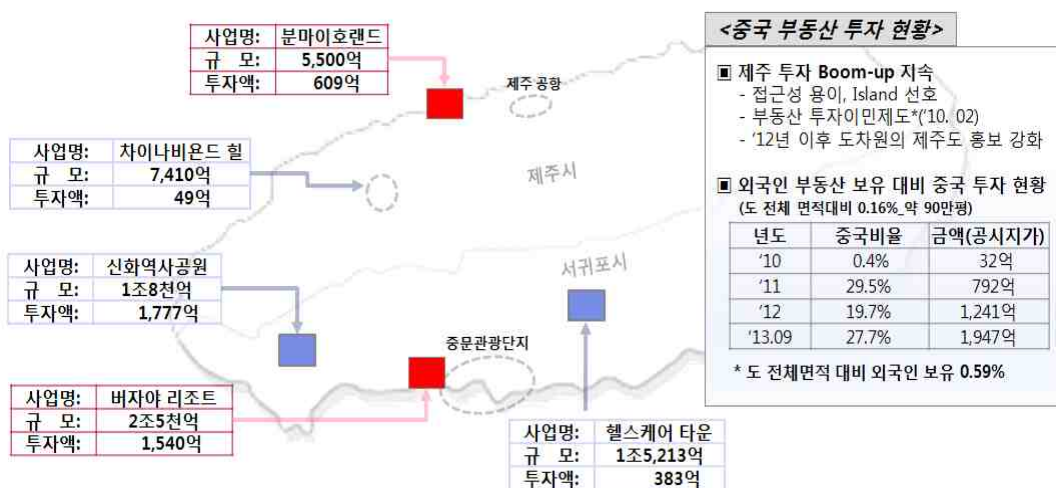 사업명: 분마이호랜드
규 모: 5,500억
투자액: 609억
제주 공항
사업명: 차이나비욘드 힐
규 모: 7,410억
투자액: 49억
제주시
사업명: 신화역사공원
규 모: 1조8천억
투자액: 1,777억
서귀포시
중문관광단지
사업명: 버자야 리조트
규 모: 2조5천억
투자액: 1,540억
사업명: 헬스케어 타운
규 모: 1조5,213억
투자액: 383억
<중국 부동산 투자 현황>
▣ 제주 투자 Boom-up 지속
- 접근성 용이, Island 선호
- 부동산 투자이민제도*('10. 02)
- '12년 이후 도차원의 제주도 홍보 강화
▣ 외국인 부동산 보유 대비 중국 투자 현황
(도 전체 면적대비 0.16%_약 90만평)
년도 중국비율 금액(공시지가)
'10 0.4% 32억
'11 29.5% 792억
'12 19.7% 1,241억
'13.09 27.7% 1,947억
* 도 전체면적 대비 외국인 보유 0.59%